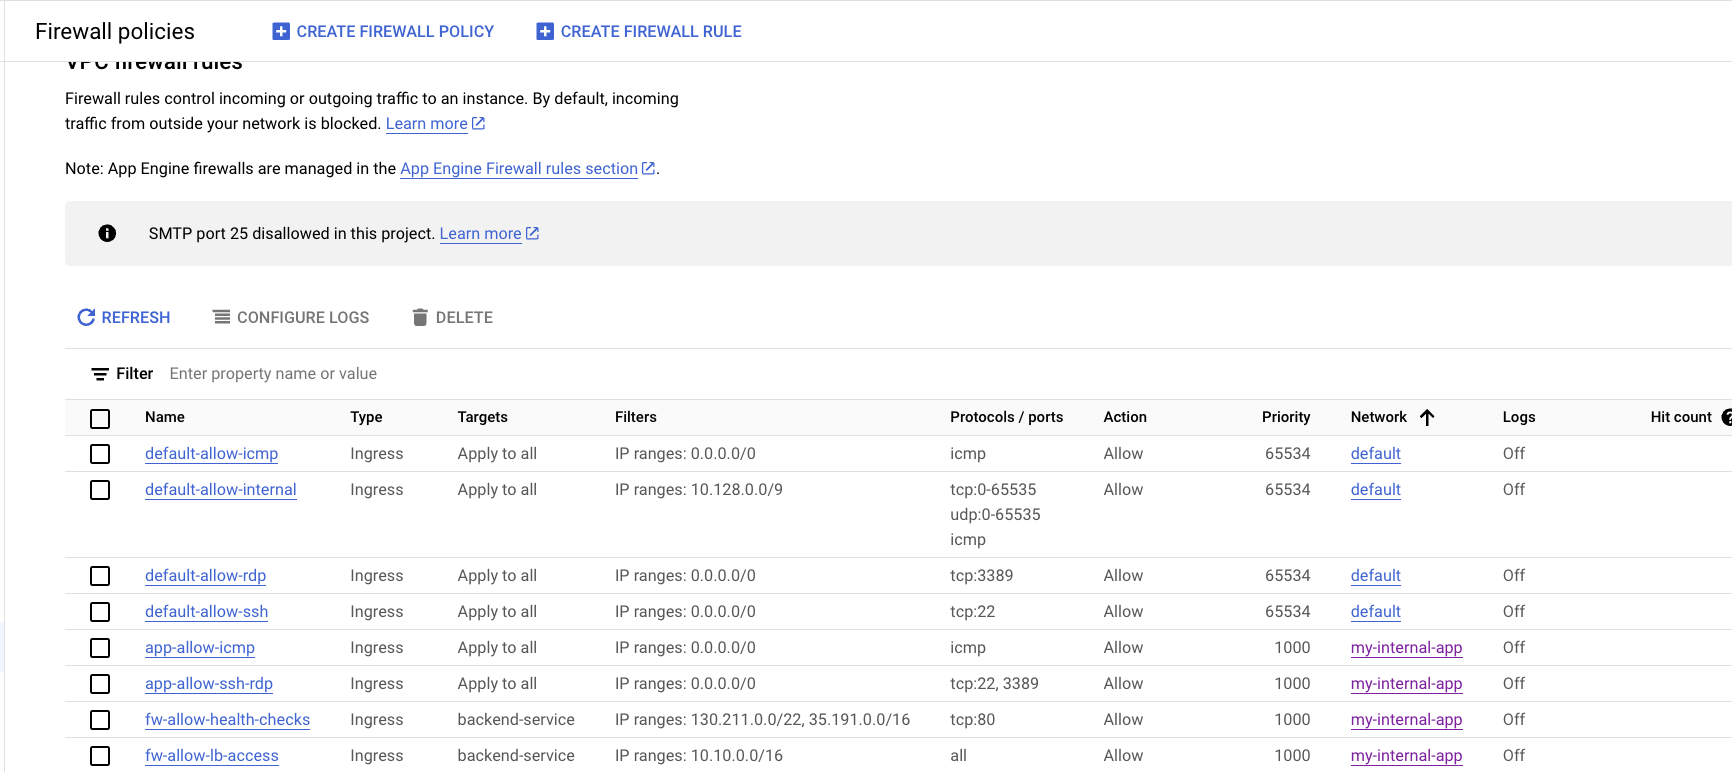 Firewall policies CREATE FIREWALL POLICY CREATE FIREWALL RULE
VPC firewall rules
Firewall rules control incoming or outgoing traffic to an instance. By default, incoming
traffic from outside your network is blocked. Learn more
Note: App Engine firewalls are managed in the App Engine Firewall rules section.
SMTP port 25 disallowed in this project. Learn more
REFRESH CONFIGURE LOGS DELETE
Filter Enter property name or value
Name Type Targets Filters Protocols / ports Action Priority Network Logs Hit count
default-allow-icmp Ingress Apply to all IP ranges: 0.0.0.0/0 icmp Allow 65534 default Off
default-allow-internal Ingress Apply to all IP ranges: 10.128.0.0/9 tcp:0-65535 Allow 65534 default Off
udp:0-65535
icmp
default-allow-rdp Ingress Apply to all IP ranges: 0.0.0.0/0 tcp:3389 Allow 65534 default Off
default-allow-ssh Ingress Apply to all IP ranges: 0.0.0.0/0 tcp:22 Allow 65534 default Off
app-allow-icmp Ingress Apply to all IP ranges: 0.0.0.0/0 icmp Allow 1000 my-internal-app Off
app-allow-ssh-rdp Ingress Apply to all IP ranges: 0.0.0.0/0 tcp:22, 3389 Allow 1000 my-internal-app Off
fw-allow-health-checks Ingress backend-service IP ranges: 130.211.0.0/22, 35.191.0.0/16 tcp:80 Allow 1000 my-internal-app Off
fw-allow-lb-access Ingress backend-service IP ranges: 10.10.0.0/16 all Allow 1000 my-internal-app Off